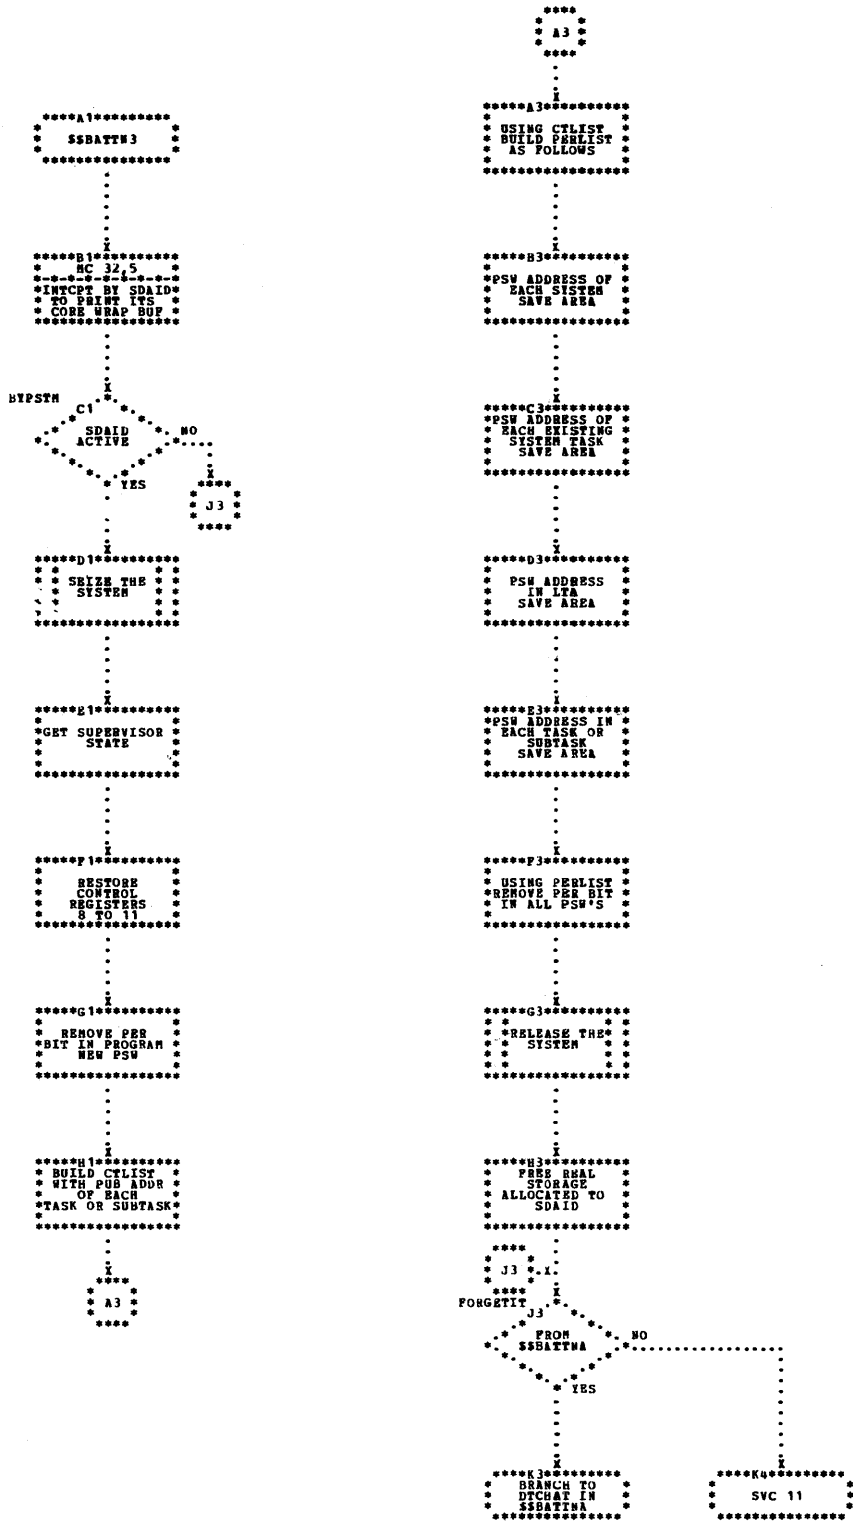 A1
$$BATTN3
B1
MC 32,5
INTCPT BY SDAID
TO PRINT ITS
CORE WRAP BUF
BYPSTM
C1
SDAID
ACTIVE
NO
YES
J3
D1
SEIZE THE
SYSTEM
E1
GET SUPERVISOR
STATE
F1
RESTORE
CONTROL
REGISTERS
8 TO 11
G1
REMOVE PER
BIT IN PROGRAM
NEW PSW
H1
BUILD CTLIST
WITH PUB ADDR
OF EACH
TASK OR SUBTASK
A3
A3
A3
USING CTLIST
BUILD PERLIST
AS FOLLOWS
B3
PSW ADDRESS OF
EACH SYSTEM
SAVE AREA
C3
PSW ADDRESS OF
EACH EXISTING
SYSTEM TASK
SAVE AREA
D3
PSW ADDRESS
IN LTA
SAVE AREA
E3
PSW ADDRESS IN
EACH TASK OR
SUBTASK
SAVE AREA
F3
USING PERLIST
REMOVE PER BIT
IN ALL PSW'S
G3
RELEASE THE
SYSTEM
H3
FREE REAL
STORAGE
ALLOCATED TO
SDAID
J3
FORGETIT
J3
FROM
$$BATTNA
NO
YES
K3
BRANCH TO
DTCHAT IN
$$BATTNA
K4
SVC 11